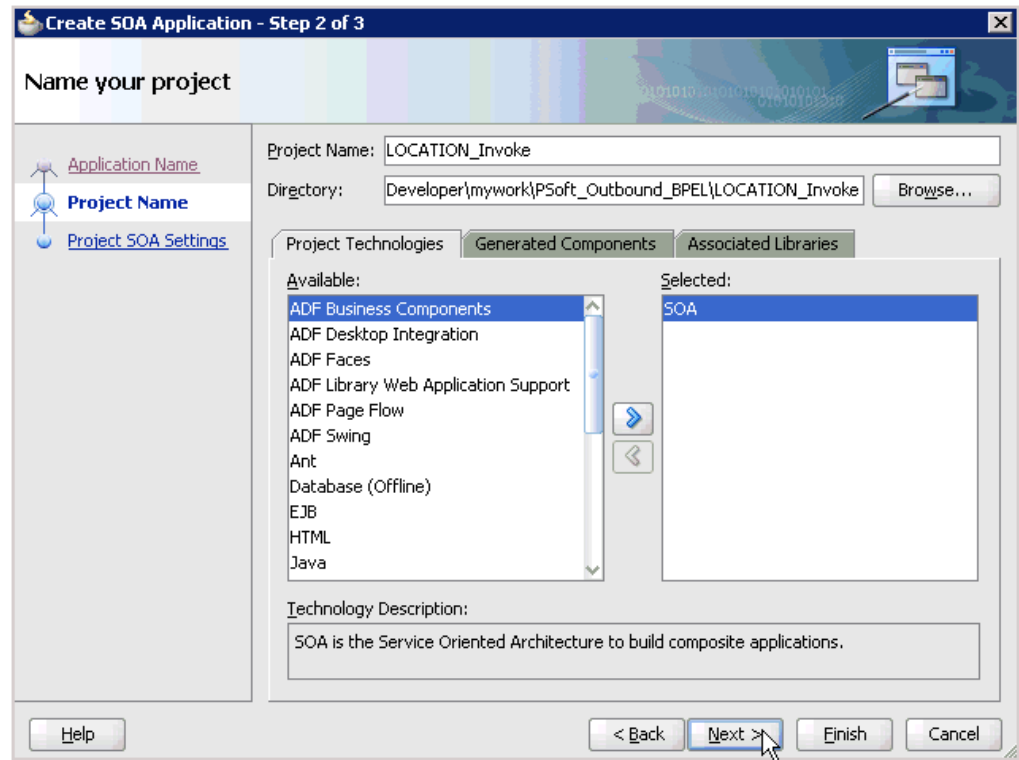 Create SOA Application - Step 2 of 3
Name your project
Application Name
Project Name
Project SOA Settings
Project Name: LOCATION_Invoke
Directory: Developer\mywork\PSoft_Outbound_BPEL\LOCATION_Invoke Browse...
Project Technologies Generated Components Associated Libraries
Available: Selected:
ADF Business Components SOA
ADF Desktop Integration
ADF Faces
ADF Library Web Application Support
ADF Page Flow
ADF Swing
Ant
Database (Offline)
EJB
HTML
Java
Technology Description:
SOA is the Service Oriented Architecture to build composite applications.
Help < Back Next > Finish Cancel